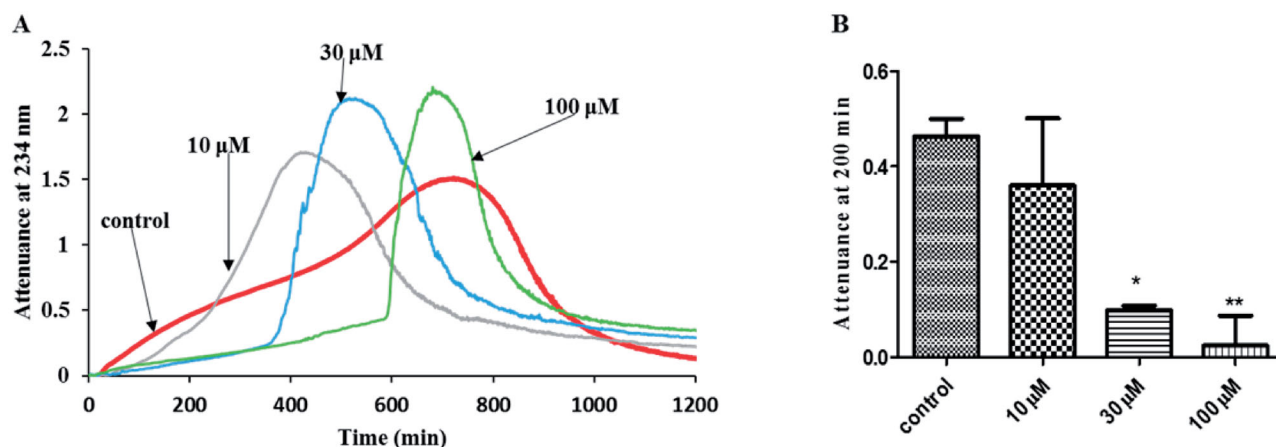 A
Attenuance at 234 nm
2.5
2
1.5
1
0.5
0
control
10 µM
30 µM
100 µM
0 200 400 600 800 1000 1200
Time (min)
B
Attenuance at 200 min
0.6
0.4
0.2
0.0
*
**
control 10 µM 30 µM 100 µM